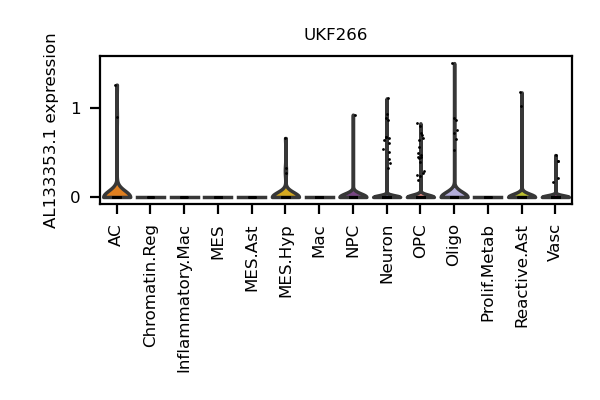 UKF266
AL133353.1 expression
1
0
AC
Chromatin.Reg
Inflammatory.Mac
MES
MES.Ast
MES.Hyp
Mac
NPC
Neuron
OPC
Oligo
Prolif.Metab
Reactive.Ast
Vasc